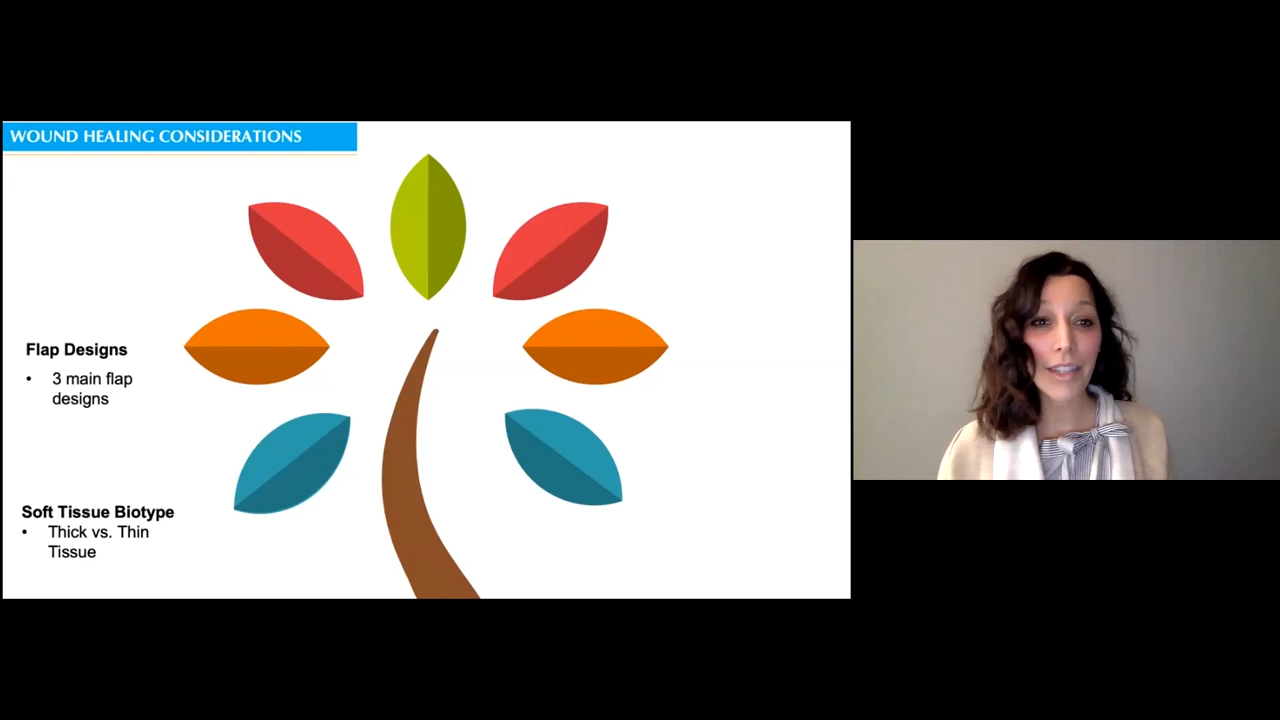 WOUND HEALING CONSIDERATIONS
Flap Designs
• 3 main flap
designs
Soft Tissue Biotype
• Thick vs. Thin
Tissue